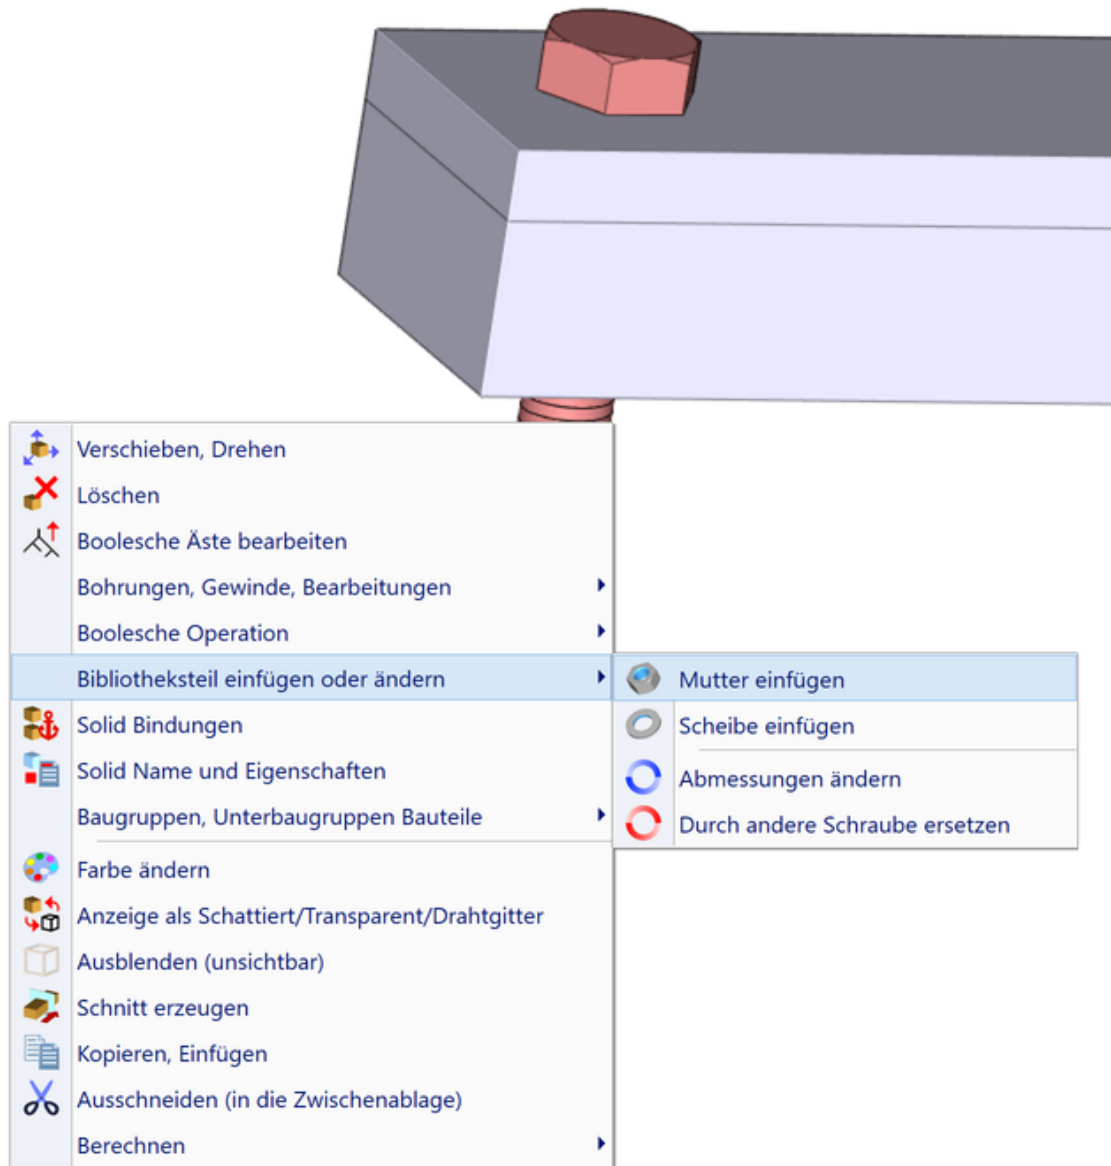 Verschieben, Drehen
Löschen
Boolesche Äste bearbeiten
Bohrungen, Gewinde, Bearbeitungen
Boolesche Operation
Bibliotheksteil einfügen oder ändern
Solid Bindungen
Solid Name und Eigenschaften
Baugruppen, Unterbaugruppen Bauteile
Farbe ändern
Anzeige als Schattiert/Transparent/Drahtgitter
Ausblenden (unsichtbar)
Schnitt erzeugen
Kopieren, Einfügen
Ausschneiden (in die Zwischenablage)
Berechnen
Mutter einfügen
Scheibe einfügen
Abmessungen ändern
Durch andere Schraube ersetzen